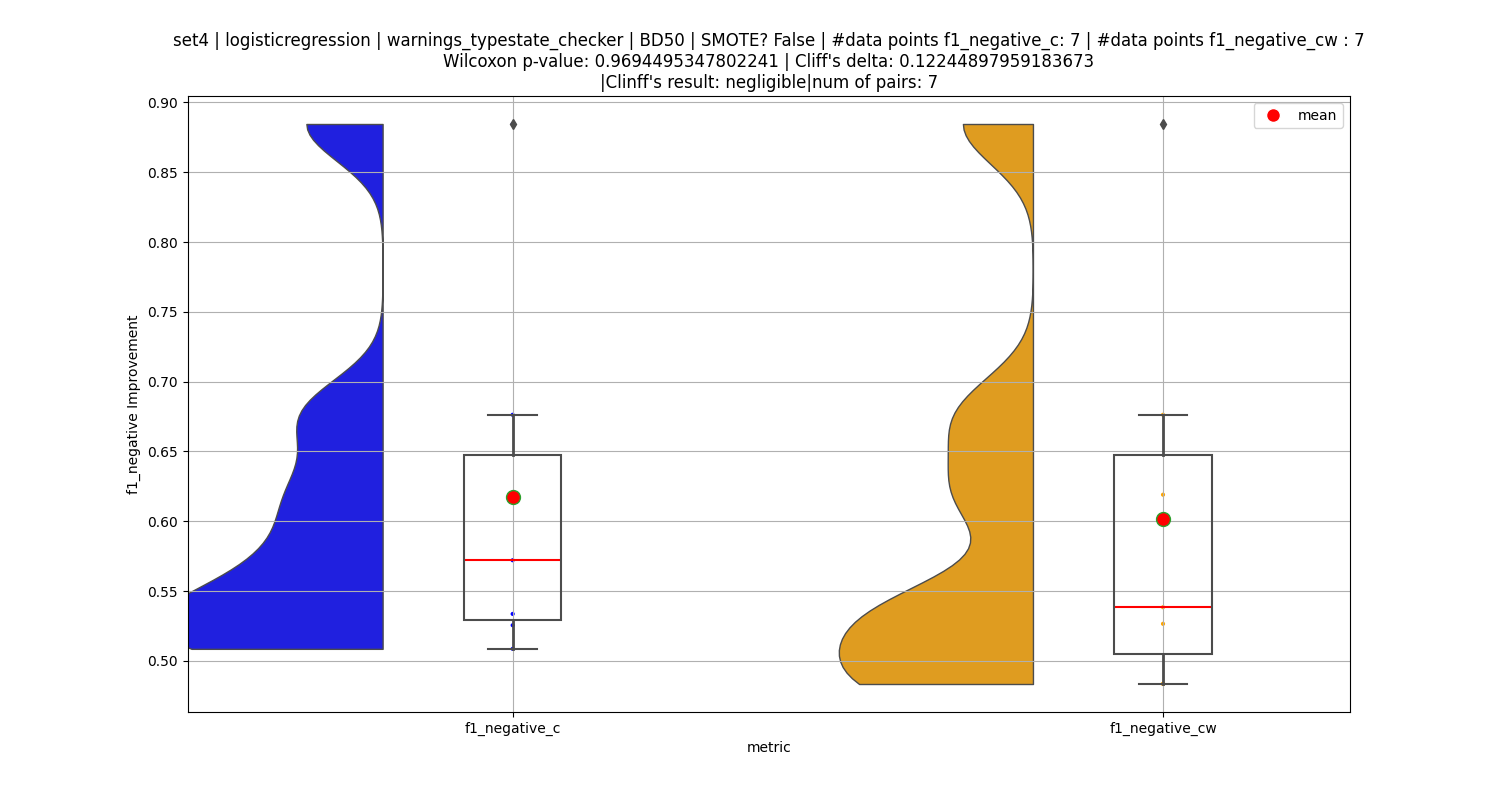 set4 | logisticregression | warnings_typestate_checker | BD50 | SMOTE? False | #data points f1_negative_c: 7 | #data points f1_negative_cw : 7
Wilcoxon p-value: 0.9694495347802241 | Cliff's delta: 0.12244897959183673
|Clinff's result: negligible|num of pairs: 7
mean
0.90
0.85
0.80
0.75
0.70
0.65
0.60
0.55
0.50
f1_negative Improvement
f1_negative_c
f1_negative_cw
metric